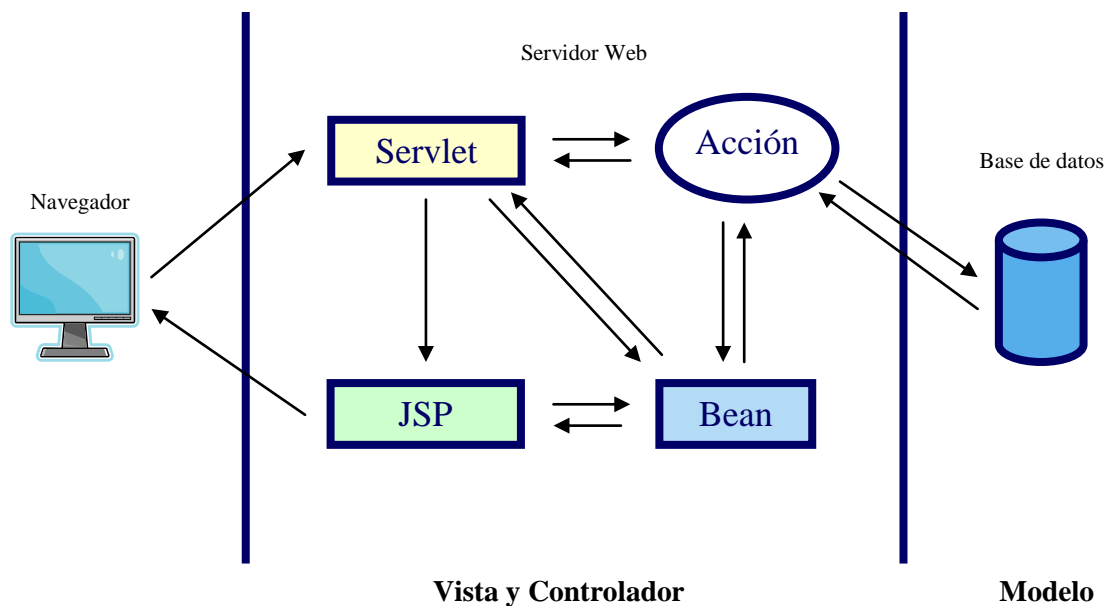 Servidor Web
Servlet
Acción
Base de datos
Navegador
JSP
Bean
Vista y Controlador
Modelo